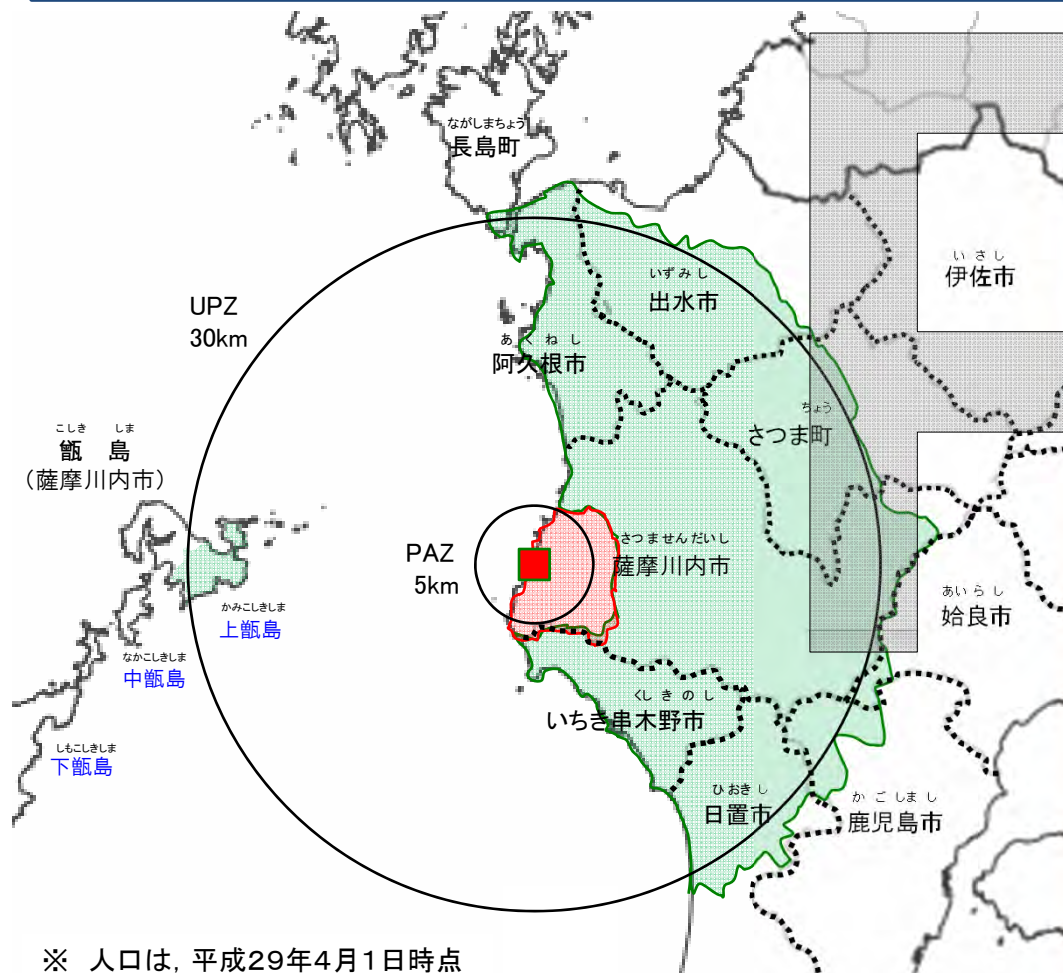 ながしまちょう
長島町
いずみし
出水市
いさし
伊佐市
UPZ
30km
あくねし
阿久根市
ちょう
さつま町
こしき しま
甑 島
（薩摩川内市）
さつませんだいし
薩摩川内市
PAZ
5km
あいらし
姶良市
かみこしきしま
上甑島
なかこしきしま
中甑島
くしきのし
いちき串木野市
しもこしきしま
下甑島
ひおきし
日置市
かごしまし
鹿児島市
※ 人口は，平成29年4月1日時点